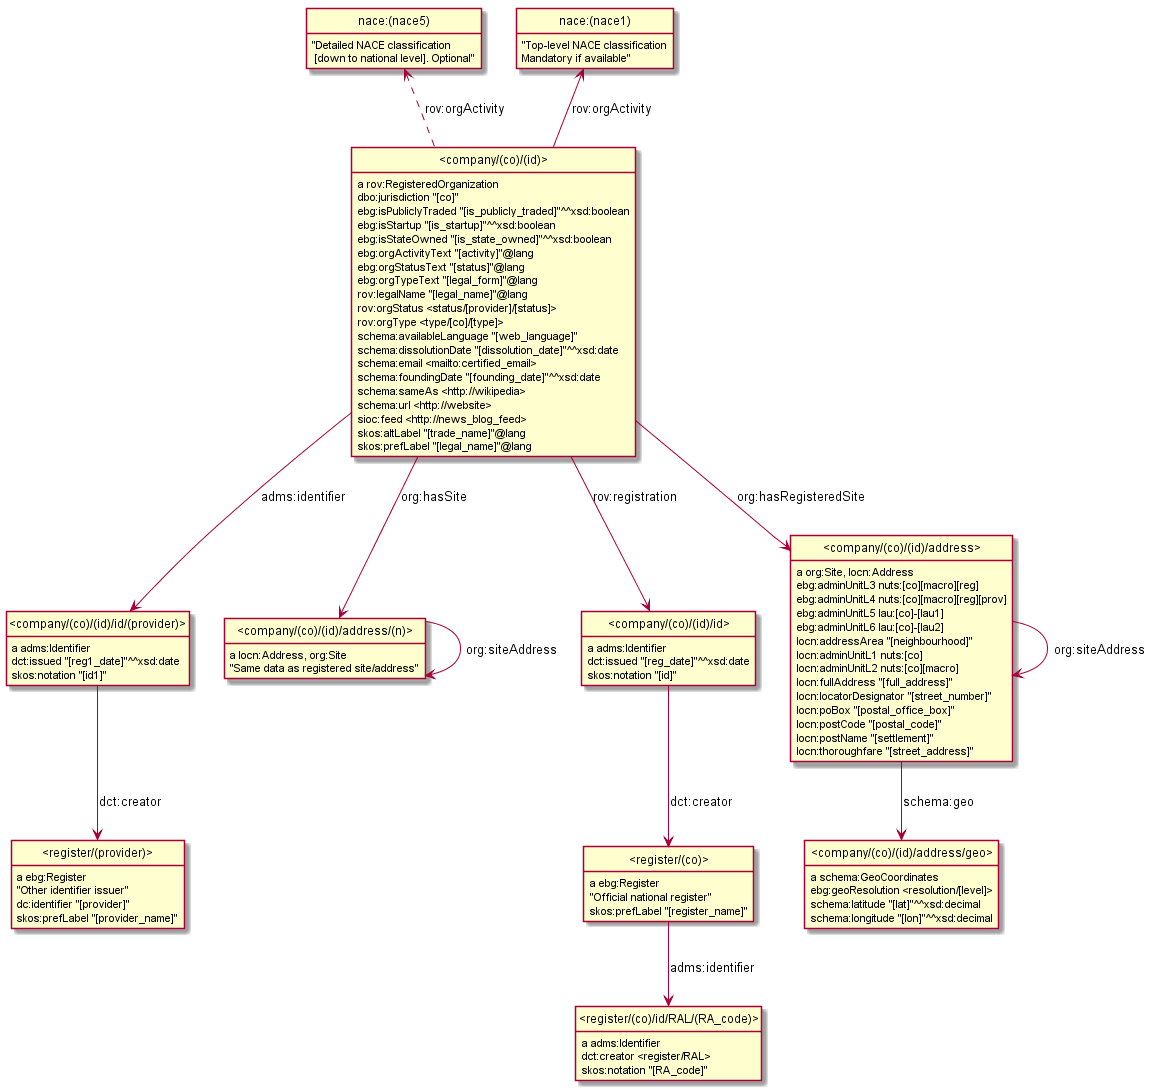 nace:(nace5)
"Detailed NACE classification
[down to national level]. Optional"
nace:(nace1)
"Top-level NACE classification
Mandatory if available"
rov:orgActivity
rov:orgActivity
<company/(co)/(id)>
a rov:RegisteredOrganization
dbo:jurisdiction "[co]"
ebg:isPubliclyTraded "[is_publicly_traded]"^^xsd:boolean
ebg:isStartup "[is_startup]"^^xsd:boolean
ebg:isStateOwned "[is_state_owned]"^^xsd:boolean
ebg:orgActivityText "[activity]"@lang
ebg:orgStatusText "[status]"@lang
ebg:orgTypeText "[legal_form]"@lang
rov:legalName "[legal_name]"@lang
rov:orgStatus <status/[provider]/[status]>
rov:orgType <type/[co]/[type]>
schema:availableLanguage "[web_language]"
schema:dissolutionDate "[dissolution_date]"^^xsd:date
schema:email <mailto:certified_email>
schema:foundingDate "[founding_date]"^^xsd:date
schema:sameAs <http://wikipedia>
schema:url <http://website>
sioc:feed <http://news_blog_feed>
skos:altLabel "[trade_name]"@lang
skos:prefLabel "[legal_name]"@lang
adms:identifier
org:hasSite
rov:registration
org:hasRegisteredSite
<company/(co)/(id)/id/(provider)>
a adms:Identifier
dct:issued "[reg1_date]"^^xsd:date
skos:notation "[id1]"
<company/(co)/(id)/address/(n)>
a locn:Address, org:Site
"Same data as registered site/address"
org:siteAddress
<company/(co)/(id)/id>
a adms:Identifier
dct:issued "[reg_date]"^^xsd:date
skos:notation "[id]"
<company/(co)/(id)/address>
a org:Site, locn:Address
ebg:adminUnitL3 nuts:[co][macro][reg]
ebg:adminUnitL4 nuts:[co][macro][reg][prov]
ebg:adminUnitL5 lau:[co]-[lau1]
ebg:adminUnitL6 lau:[co]-[lau2]
locn:addressArea "[neighbourhood]"
locn:adminUnitL1 nuts:[co]
locn:adminUnitL2 nuts:[co][macro]
locn:fullAddress "[full_address]"
locn:locatorDesignator "[street_number]"
locn:poBox "[postal_office_box]"
locn:postCode "[postal_code]"
locn:postName "[settlement]"
locn:thoroughfare "[street_address]"
org:siteAddress
dct:creator
dct:creator
schema:geo
<register/(provider)>
a ebg:Register
"Other identifier issuer"
dc:identifier "[provider]"
skos:prefLabel "[provider_name]"
<register/(co)>
a ebg:Register
"Official national register"
skos:prefLabel "[register_name]"
<company/(co)/(id)/address/geo>
a schema:GeoCoordinates
ebg:geoResolution <resolution/[level]>
schema:latitude "[lat]"^^xsd:decimal
schema:longitude "[lon]"^^xsd:decimal
adms:identifier
<register/(co)/id/RAL/(RA_code)>
a adms:Identifier
dct:creator <register/RAL>
skos:notation "[RA_code]"